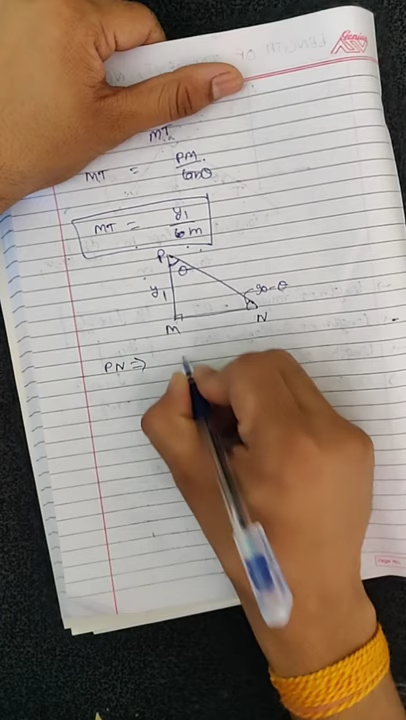 MT
MT = PM / tanθ
MT = y1 / m
P
θ
y1
90-θ
M
N
PN ⇒